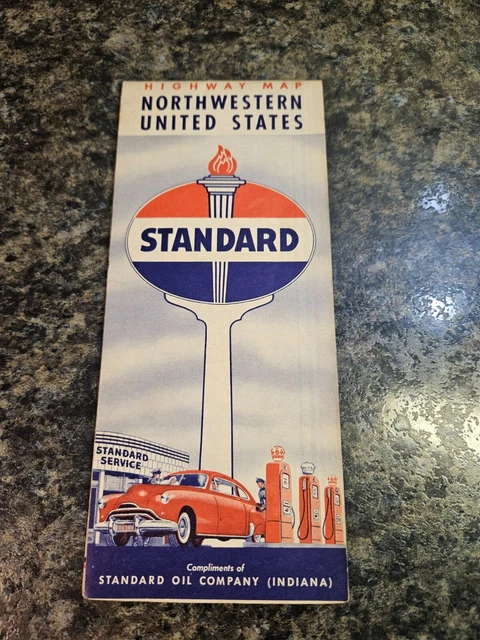 HIGHWAY MAP
NORTHWESTERN
UNITED STATES
STANDARD
STANDARD
SERVICE
Compliments of
STANDARD OIL COMPANY (INDIANA)